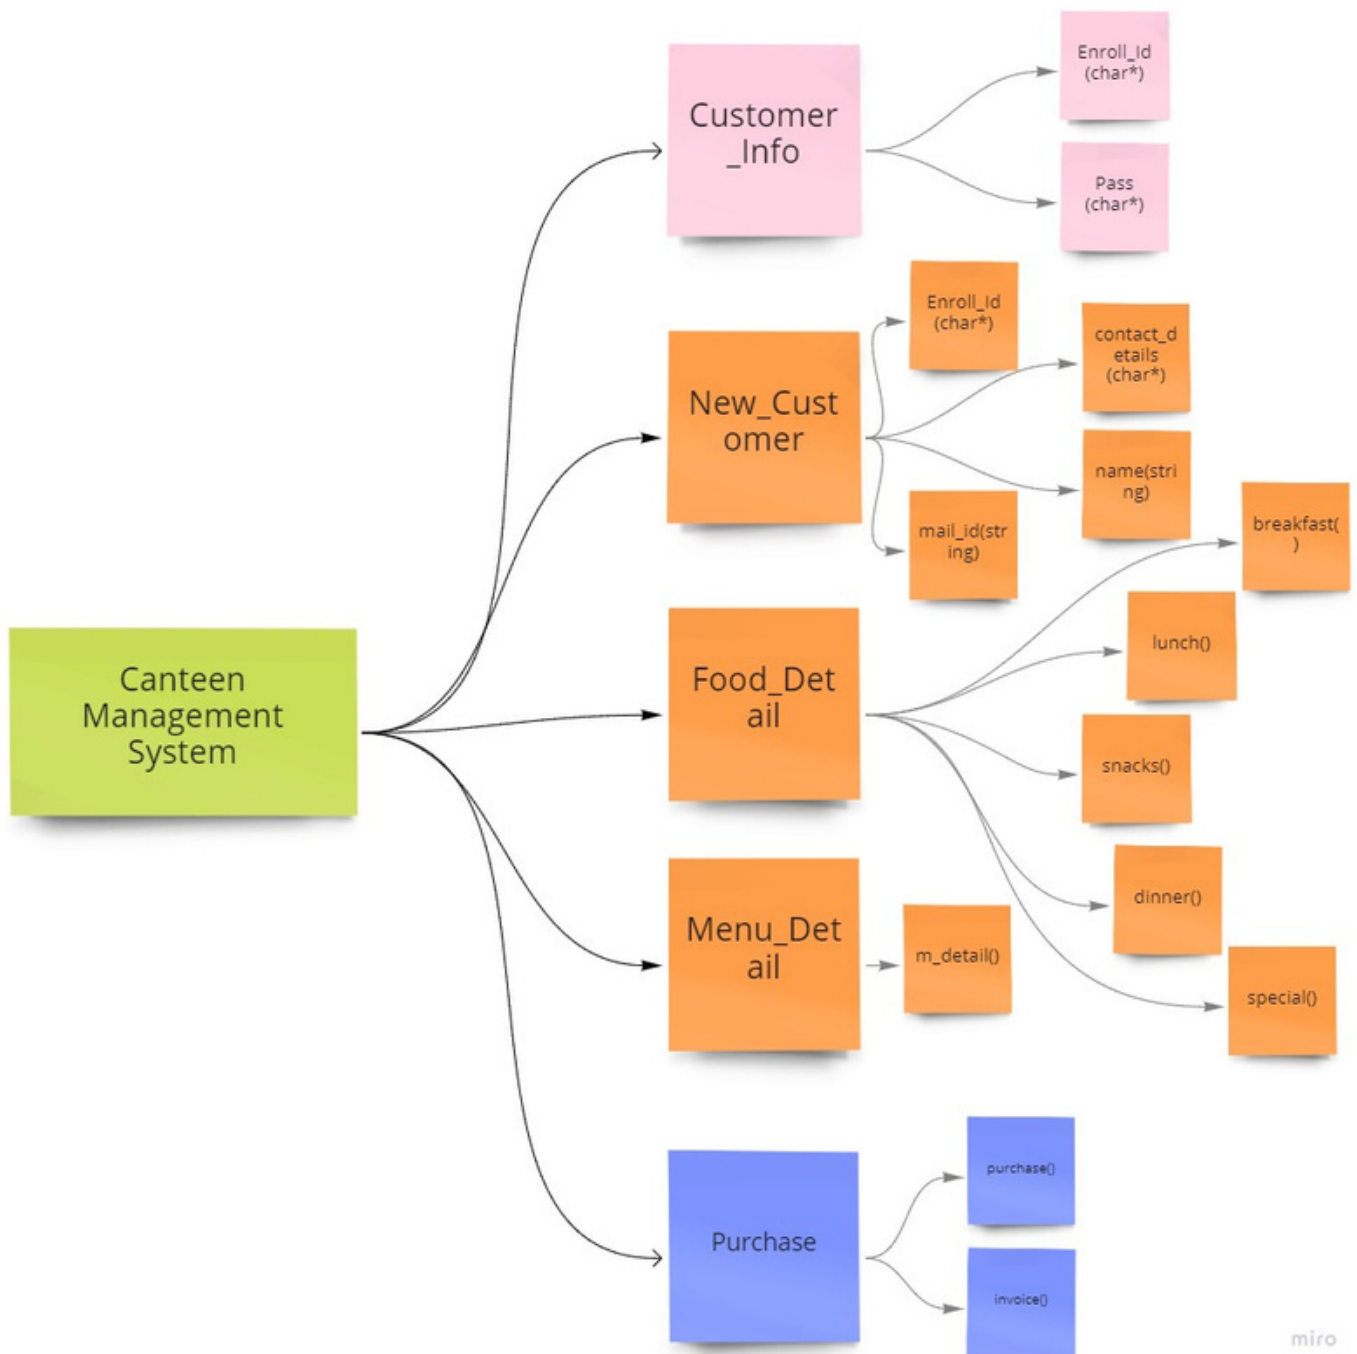 Enroll_Id
(char*)
Customer
_Info
Pass
(char*)
Enroll_Id
(char*)
contact_d
etails
(char*)
New_Cust
omer
name(stri
ng)
mail_id(str
ing)
breakfast(
)
lunch()
Canteen
Management
System
Food_Det
ail
snacks()
dinner()
Menu_Det
ail
m_detail()
special()
purchase()
Purchase
invoice()
miro